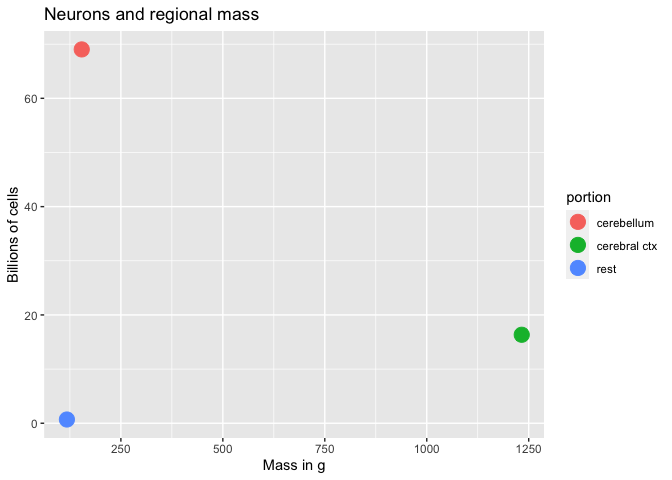 Neurons and regional mass
Billions of cells
60
40
20
0
250
500
750
1000
1250
Mass in g
portion
cerebellum
cerebral ctx
rest